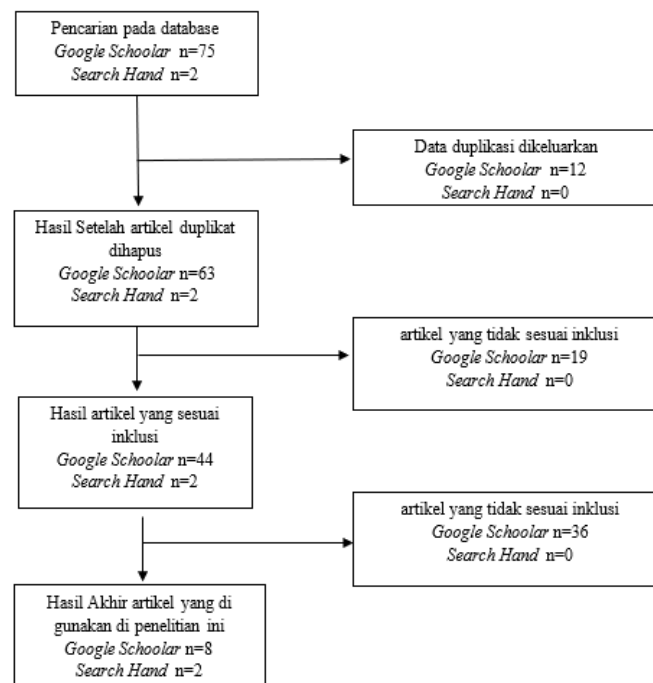 Pencarian pada database
Google Schoolar n=75
Search Hand n=2
Data duplikasi dikeluarkan
Google Schoolar n=12
Search Hand n=0
Hasil Setelah artikel duplikat
dihapus
Google Schoolar n=63
Search Hand n=2
artikel yang tidak sesuai inklusi
Google Schoolar n=19
Search Hand n=0
Hasil artikel yang sesuai
inklusi
Google Schoolar n=44
Search Hand n=2
artikel yang tidak sesuai inklusi
Google Schoolar n=36
Search Hand n=0
Hasil Akhir artikel yang di
gunakan di penelitian ini
Google Schoolar n=8
Search Hand n=2